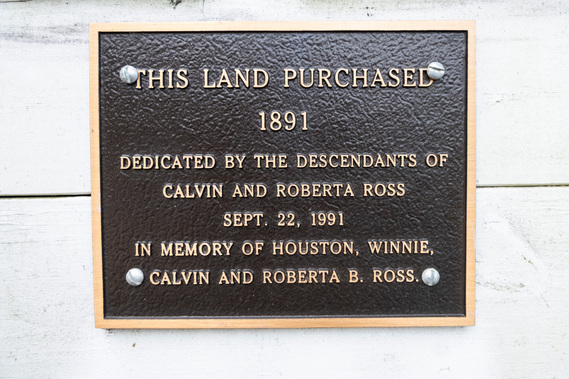 THIS LAND PURCHASED
1891
DEDICATED BY THE DESCENDANTS OF
CALVIN AND ROBERTA ROSS
SEPT. 22, 1991
IN MEMORY OF HOUSTON, WINNIE,
CALVIN AND ROBERTA B. ROSS.